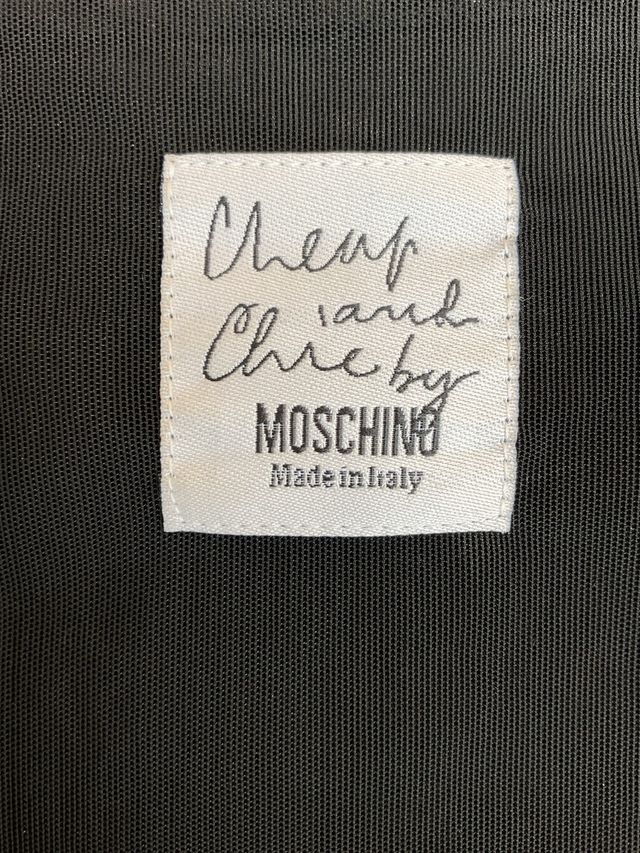 Cheap
and
Chic by
MOSCHINO
Made in Italy